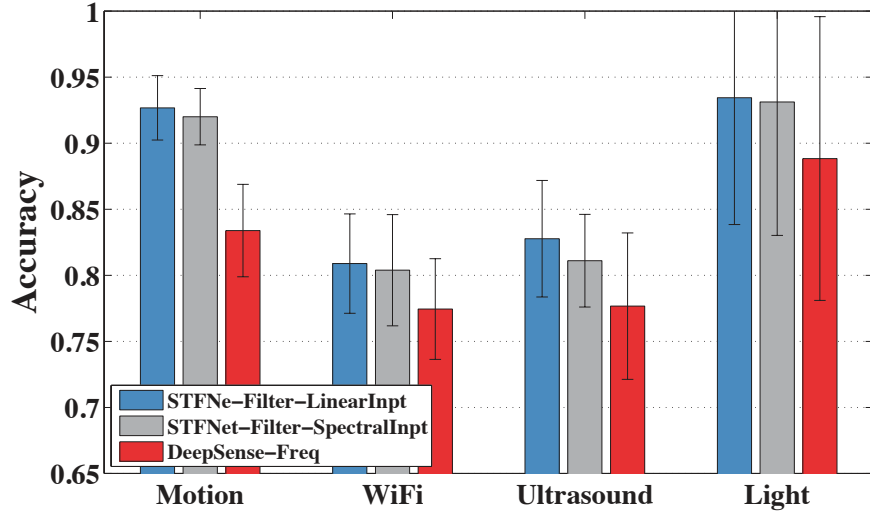 1
0.95
0.9
0.85
0.8
0.75
0.7
0.65
Accuracy
STFNe-Filter-LinearInpt
STFNet-Filter-SpectralInpt
DeepSense-Freq
Motion WiFi Ultrasound Light